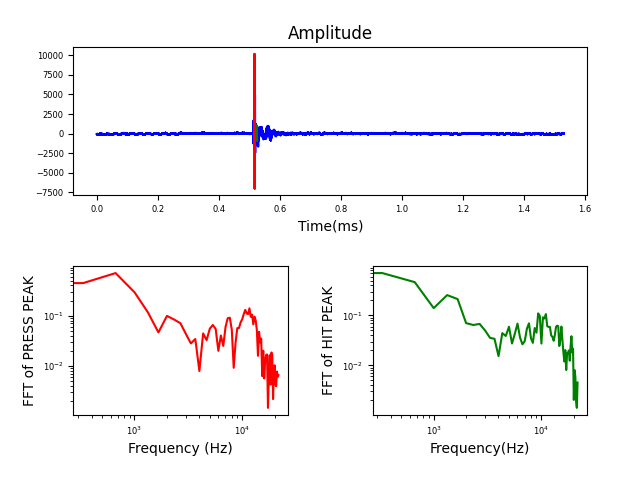 Amplitude
10000
7500
5000
2500
0
−2500
−5000
−7500
0.0 0.2 0.4 0.6 0.8 1.0 1.2 1.4 1.6
Time(ms)
FFT of PRESS PEAK
10⁻¹
10⁻²
10³ 10⁴
Frequency (Hz)
FFT of HIT PEAK
10⁻¹
10⁻²
10³ 10⁴
Frequency(Hz)